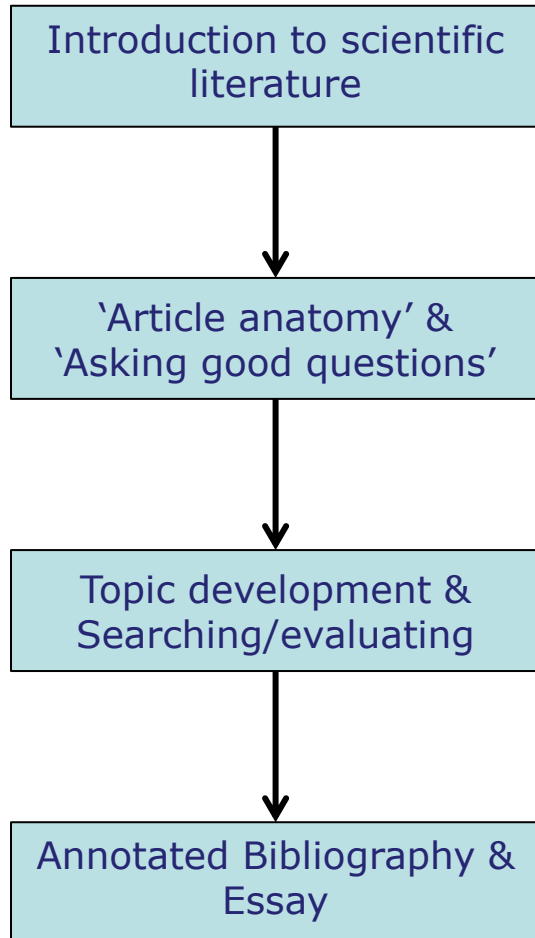 Introduction to scientific
literature
‘Article anatomy’ &
‘Asking good questions’
Topic development &
Searching/evaluating
Annotated Bibliography &
Essay